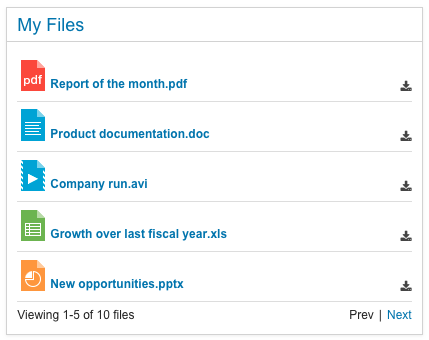 My Files
pdf
Report of the month.pdf
Product documentation.doc
Company run.avi
Growth over last fiscal year.xls
New opportunities.pptx
Viewing 1-5 of 10 files Prev | Next